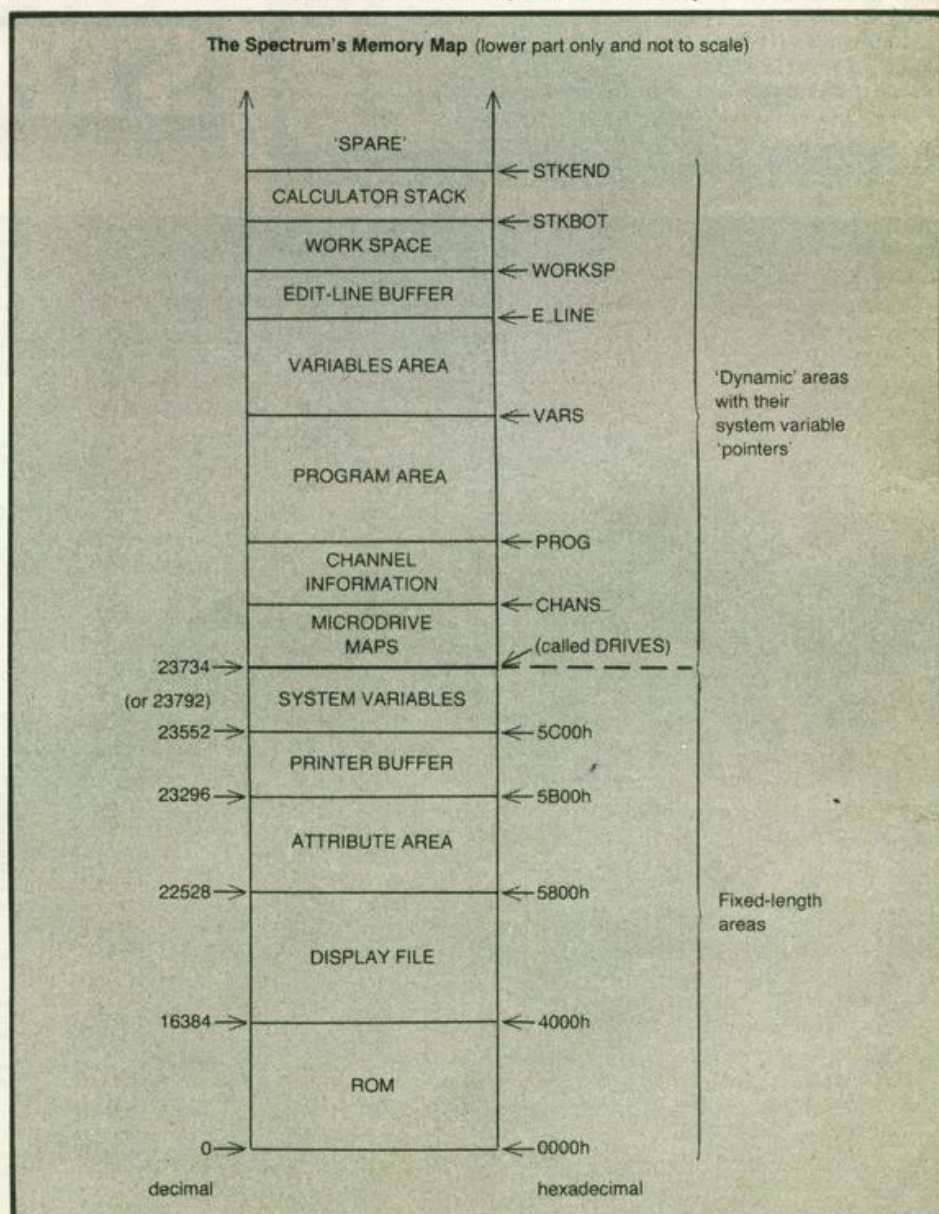 The Spectrum's Memory Map (lower part only and not to scale)
'SPARE'
STKEND
CALCULATOR STACK
STKBOT
WORK SPACE
WORKSP
EDIT-LINE BUFFER
E_LINE
VARIABLES AREA
'Dynamic' areas
with their
system variable
'pointers'
VARS
PROGRAM AREA
PROG
CHANNEL
INFORMATION
CHANS
MICRODRIVE
MAPS
(called DRIVES)
23734
(or 23792)
SYSTEM VARIABLES
23552
5C00h
PRINTER BUFFER
23296
5B00h
ATTRIBUTE AREA
22528
5800h
Fixed-length
areas
DISPLAY FILE
16384
4000h
ROM
0
0000h
decimal
hexadecimal